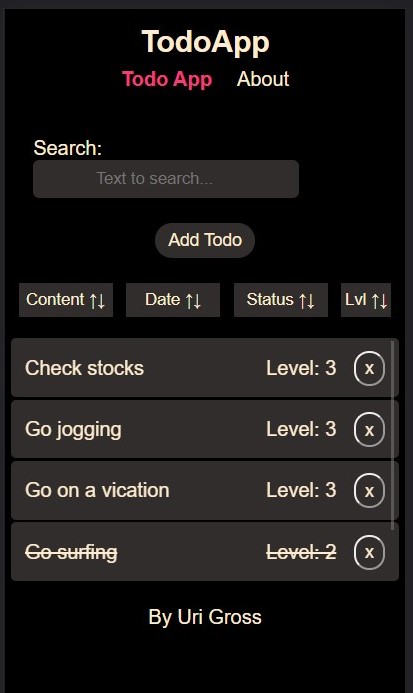 TodoApp
Todo App About
Search:
Text to search...
Add Todo
Content ↑↓ Date ↑↓ Status ↑↓ Lvl ↑↓
Check stocks Level: 3 x
Go jogging Level: 3 x
Go on a vication Level: 3 x
Go surfing Level: 2 x
By Uri Gross